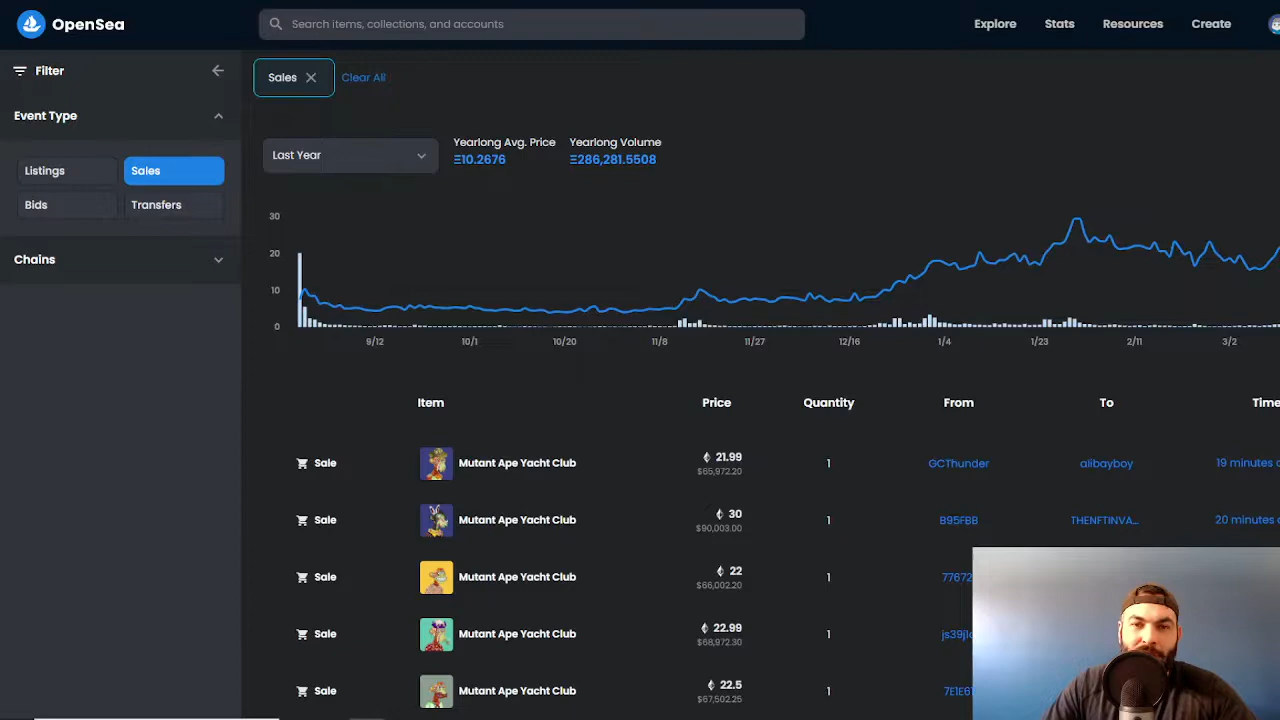 OpenSea
Search items, collections, and accounts
Explore Stats Resources Create
Filter
Sales
Clear All
Event Type
Listings Sales
Bids Transfers
Chains
Last Year
Yearlong Avg. Price Yearlong Volume
Ξ10.2676 Ξ286,281.5508
30
20
10
0
9/12 10/1 10/20 11/8 11/27 12/16 1/4 1/23 2/11 3/2
Item Price Quantity From To Time
Sale Mutant Ape Yacht Club 21.99 1 GCThunder alibayboy 19 minutes
$65,972.20
Sale Mutant Ape Yacht Club 30 1 B95FBB THENFTINVA... 20 minutes
$90,003.00
Sale Mutant Ape Yacht Club 22 1 77672
$66,002.20
Sale Mutant Ape Yacht Club 22.99 1
$68,972.30
Sale Mutant Ape Yacht Club 22.5 1 7E1E6
$67,502.25